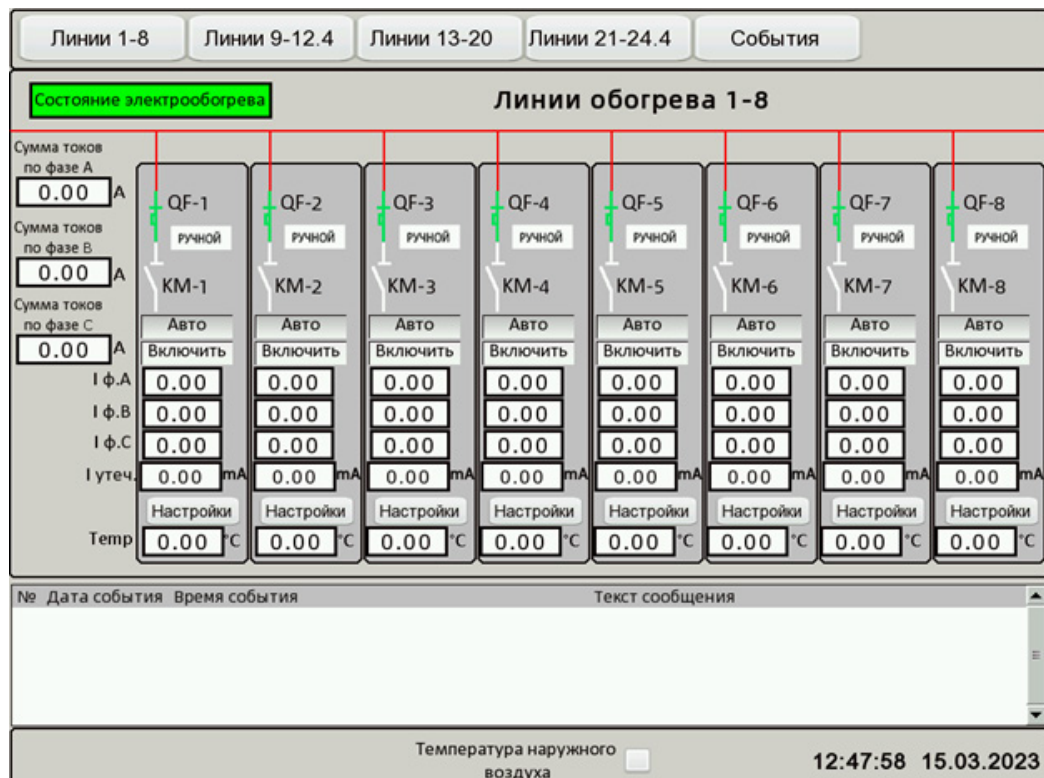 Линии 1-8 Линии 9-12.4 Линии 13-20 Линии 21-24.4 События
Состояние электрообогрева Линии обогрева 1-8
Сумма токов
по фазе А
0.00 А
Сумма токов
по фазе В
0.00 А
Сумма токов
по фазе С
0.00 А
QF-1 QF-2 QF-3 QF-4 QF-5 QF-6 QF-7 QF-8
РУЧНОЙ РУЧНОЙ РУЧНОЙ РУЧНОЙ РУЧНОЙ РУЧНОЙ РУЧНОЙ РУЧНОЙ
КМ-1 КМ-2 КМ-3 КМ-4 КМ-5 КМ-6 КМ-7 КМ-8
Авто Авто Авто Авто Авто Авто Авто Авто
Включить Включить Включить Включить Включить Включить Включить Включить
I ф.А 0.00 0.00 0.00 0.00 0.00 0.00 0.00 0.00
I ф.В 0.00 0.00 0.00 0.00 0.00 0.00 0.00 0.00
I ф.С 0.00 0.00 0.00 0.00 0.00 0.00 0.00 0.00
I утеч. 0.00 mA 0.00 mA 0.00 mA 0.00 mA 0.00 mA 0.00 mA 0.00 mA 0.00 mA
Настройки Настройки Настройки Настройки Настройки Настройки Настройки Настройки
Temp 0.00 °C 0.00 °C 0.00 °C 0.00 °C 0.00 °C 0.00 °C 0.00 °C 0.00 °C
№ Дата события Время события Текст сообщения
Температура наружного
воздуха
12:47:58 15.03.2023